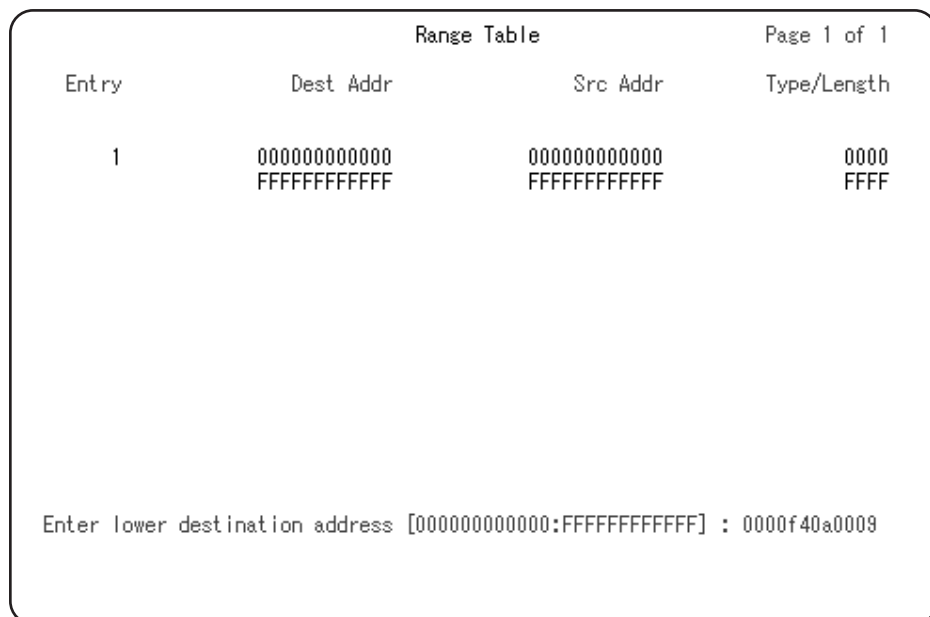 Range Table Page 1 of 1
Entry Dest Addr Src Addr Type/Length
1 000000000000 000000000000 0000
FFFFFFFFFFFF FFFFFFFFFFFF FFFF
Enter lower destination address [000000000000:FFFFFFFFFFFF] : 0000f40a0009